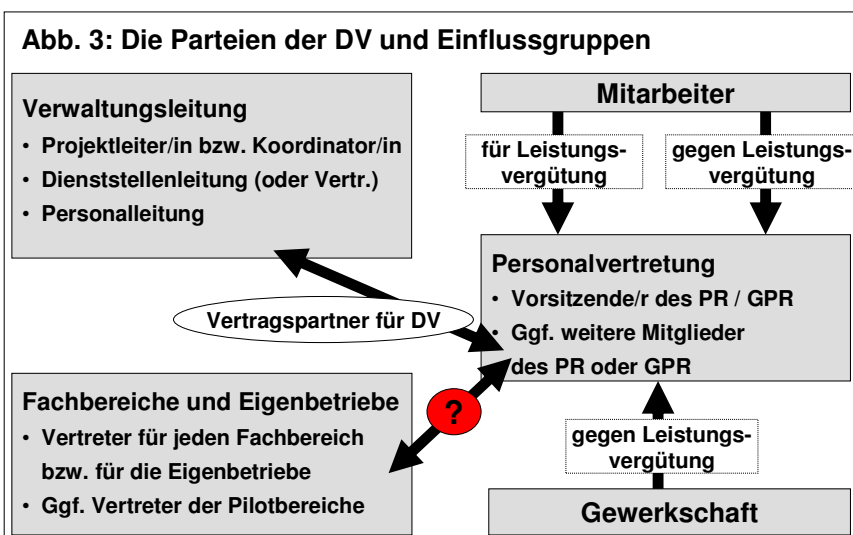 Abb. 3: Die Parteien der DV und Einflussgruppen
Verwaltungsleitung
• Projektleiter/in bzw. Koordinator/in
• Dienststellenleitung (oder Vertr.)
• Personalleitung
Mitarbeiter
für Leistungs-
vergütung
gegen Leistungs-
vergütung
Personalvertretung
• Vorsitzende/r des PR / GPR
• Ggf. weitere Mitglieder
des PR oder GPR
Vertragspartner für DV
Fachbereiche und Eigenbetriebe
• Vertreter für jeden Fachbereich
bzw. für die Eigenbetriebe
• Ggf. Vertreter der Pilotbereiche
?
gegen Leistungs-
vergütung
Gewerkschaft